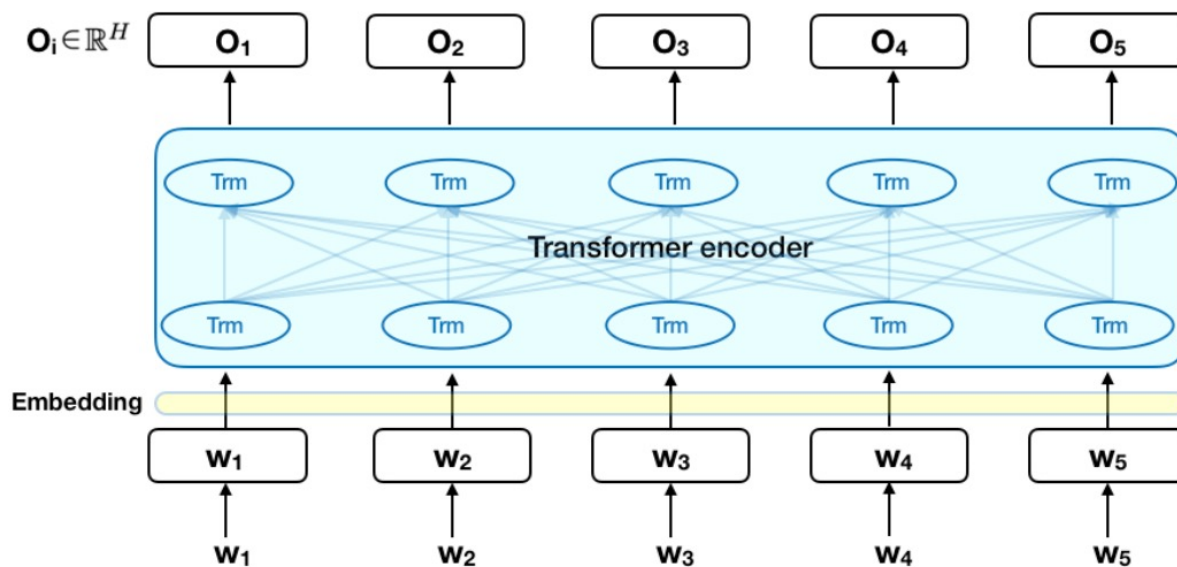 Oᵢ∈ℝᴴ O₁ O₂ O₃ O₄ O₅
Trm Trm Trm Trm Trm
Transformer encoder
Trm Trm Trm Trm Trm
Embedding
w₁ w₂ w₃ w₄ w₅
w₁ w₂ w₃ w₄ w₅